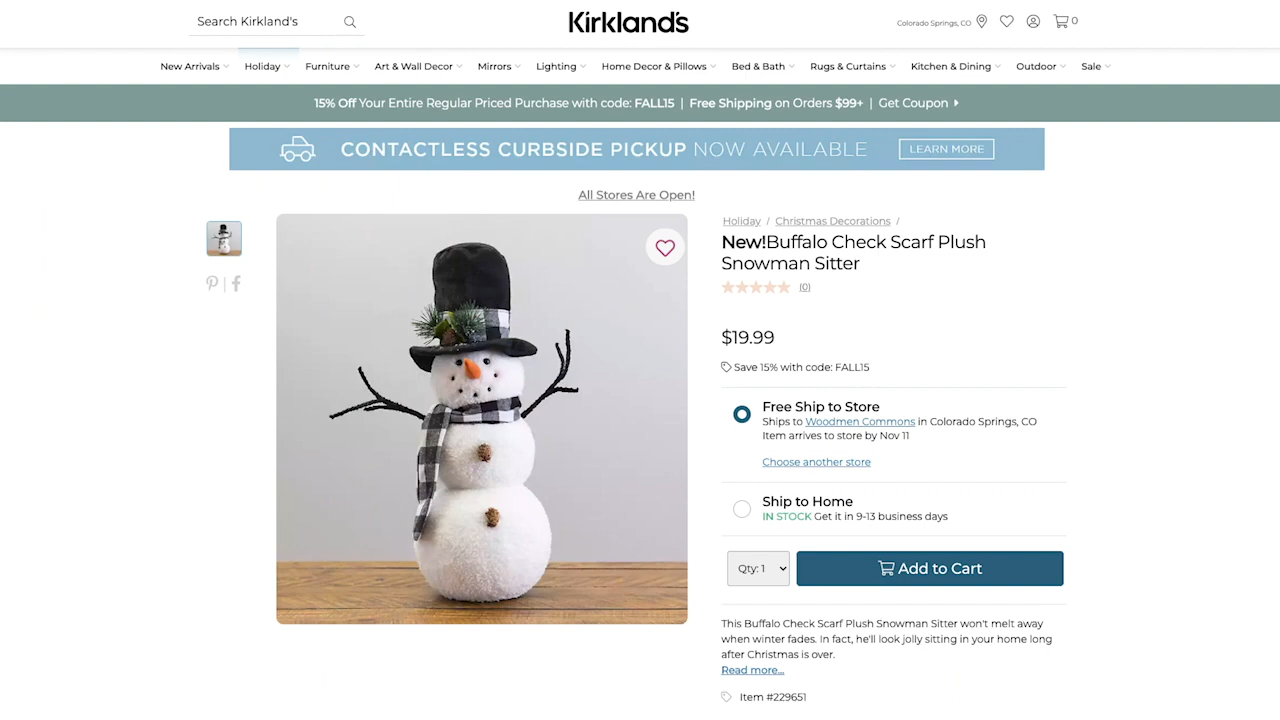 Search Kirkland's
Kirkland's
Colorado Springs, CO
0
New Arrivals Holiday Furniture Art & Wall Decor Mirrors Lighting Home Decor & Pillows Bed & Bath Rugs & Curtains Kitchen & Dining Outdoor Sale
15% Off Your Entire Regular Priced Purchase with code: FALL15 | Free Shipping on Orders $99+ | Get Coupon
CONTACTLESS CURBSIDE PICKUP NOW AVAILABLE LEARN MORE
All Stores Are Open!
Holiday / Christmas Decorations /
New!Buffalo Check Scarf Plush
Snowman Sitter
(0)
$19.99
Save 15% with code: FALL15
Free Ship to Store
Ships to Woodmen Commons in Colorado Springs, CO
Item arrives to store by Nov 11
Choose another store
Ship to Home
IN STOCK Get it in 9-13 business days
Qty: 1
Add to Cart
This Buffalo Check Scarf Plush Snowman Sitter won't melt away
when winter fades. In fact, he'll look jolly sitting in your home long
after Christmas is over.
Read more...
Item #229651